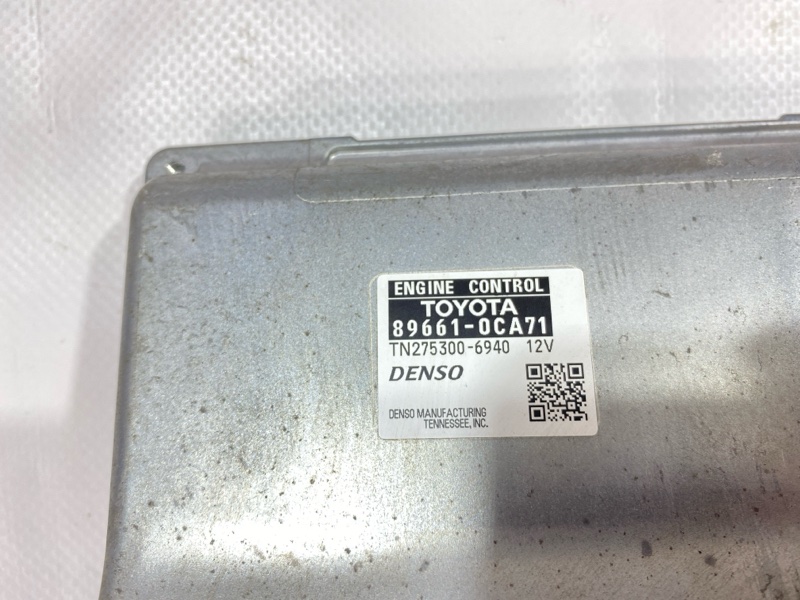 ENGINE CONTROL
TOYOTA
89661-0CA71
TN275300-6940 12V
DENSO
DENSO MANUFACTURING
TENNESSEE, INC.